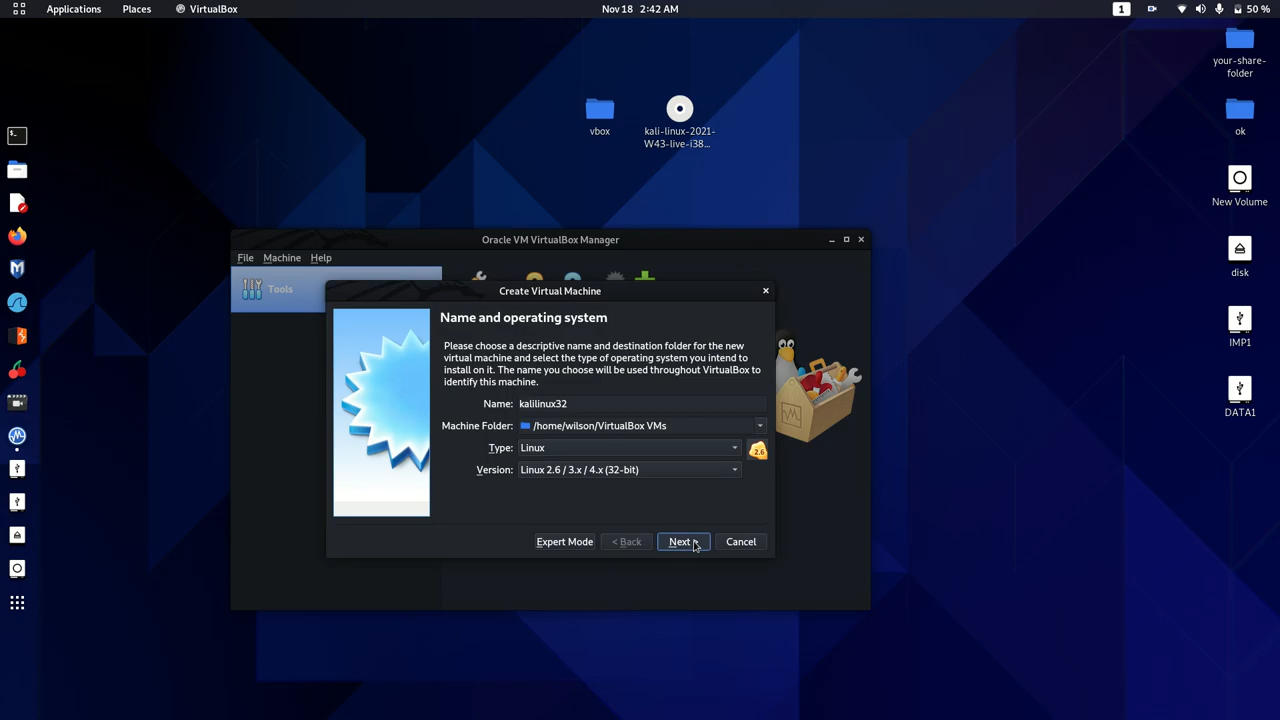 Applications Places VirtualBox Nov 18 2:42 AM 1 50 %
your-share-
folder
vbox
kali-linux-2021-
W43-live-i38...
ok
New Volume
disk
IMP1
DATA1
Oracle VM VirtualBox Manager
File Machine Help
Tools
Create Virtual Machine
Name and operating system
Please choose a descriptive name and destination folder for the new
virtual machine and select the type of operating system you intend to
install on it. The name you choose will be used throughout VirtualBox to
identify this machine.
Name: kalilinux32
Machine Folder: /home/wilson/VirtualBox VMs
Type: Linux
2.6
Version: Linux 2.6 / 3.x / 4.x (32-bit)
Expert Mode < Back Next > Cancel